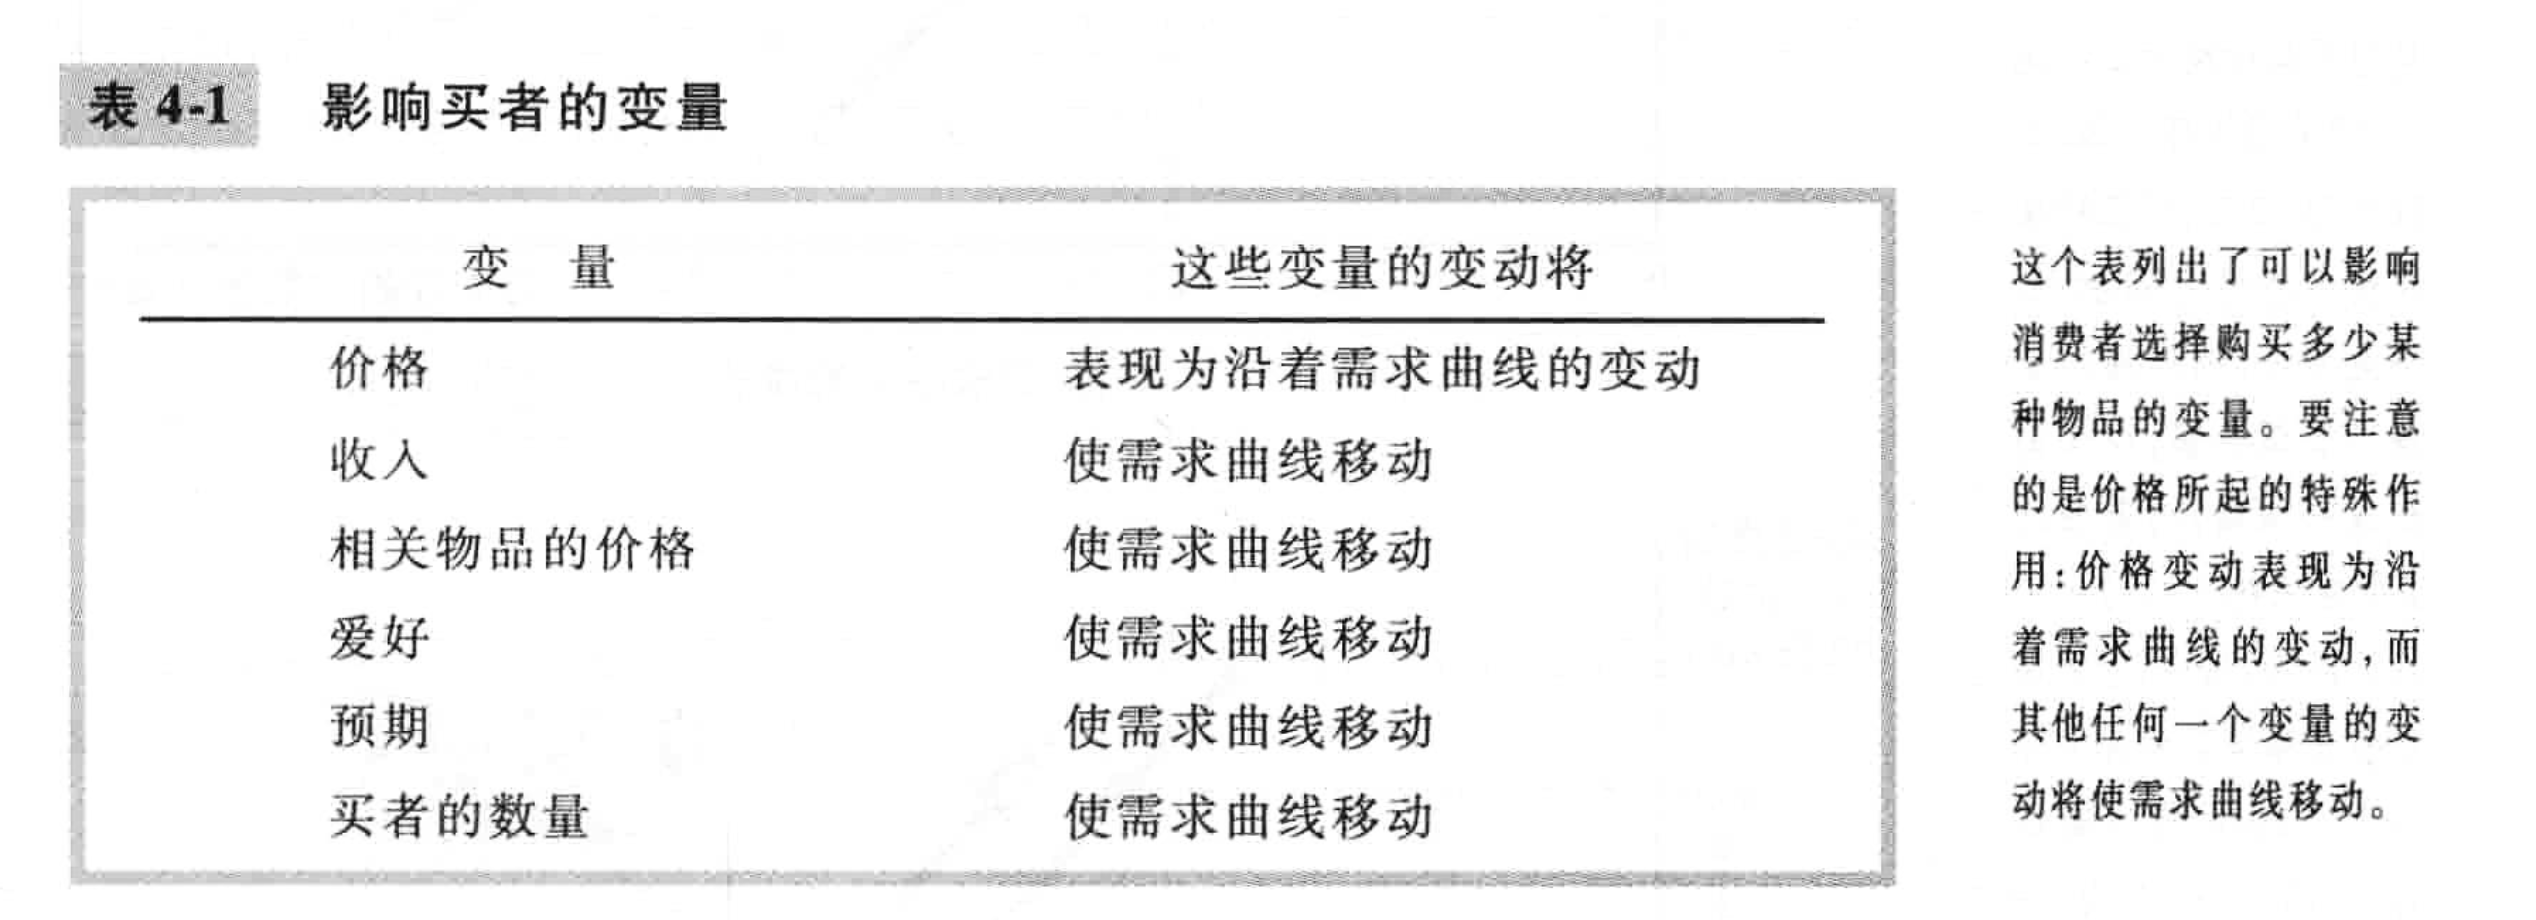 表 4-1 影响买者的变量
变 量 这些变量的变动将
价格 表现为沿着需求曲线的变动
收入 使需求曲线移动
相关物品的价格 使需求曲线移动
爱好 使需求曲线移动
预期 使需求曲线移动
买者的数量 使需求曲线移动
这个表列出了可以影响
消费者选择购买多少某
种物品的变量。要注意
的是价格所起的特殊作
用：价格变动表现为沿
着需求曲线的变动，而
其他任何一个变量的变
动将使需求曲线移动。